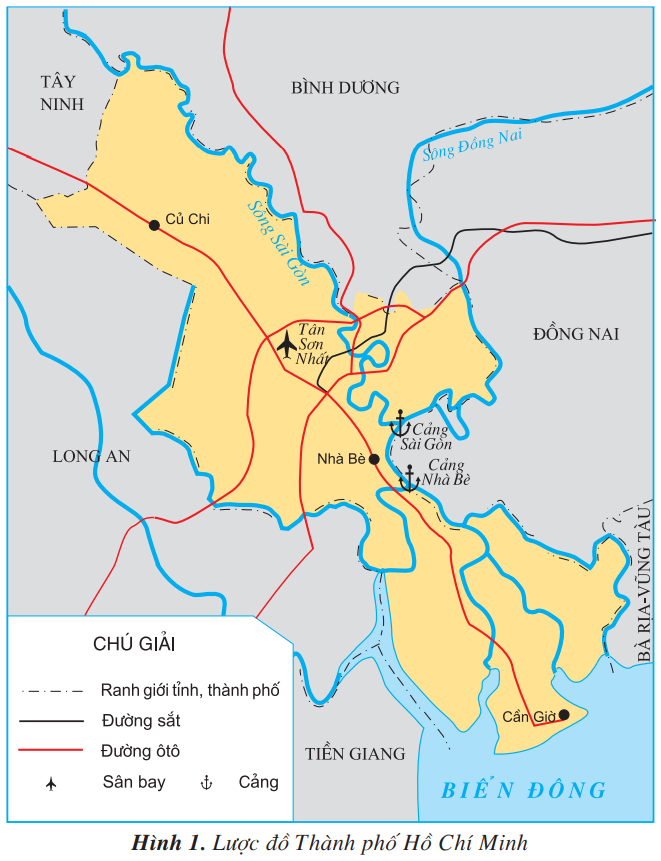 TÂY
NINH
BÌNH DƯƠNG
Sông Đồng Nai
Củ Chi
Sông Sài Gòn
Tân
Sơn
Nhất
ĐỒNG NAI
Cảng
Sài Gòn
LONG AN
Nhà Bè
Cảng
Nhà Bè
BÀ RỊA-VŨNG TÀU
CHÚ GIẢI
Ranh giới tỉnh, thành phố
Đường sắt
Đường ôtô
Sân bay
Cảng
Cần Giờ
TIỀN GIANG
BIỂN ĐÔNG
Hình 1. Lược đồ Thành phố Hồ Chí Minh